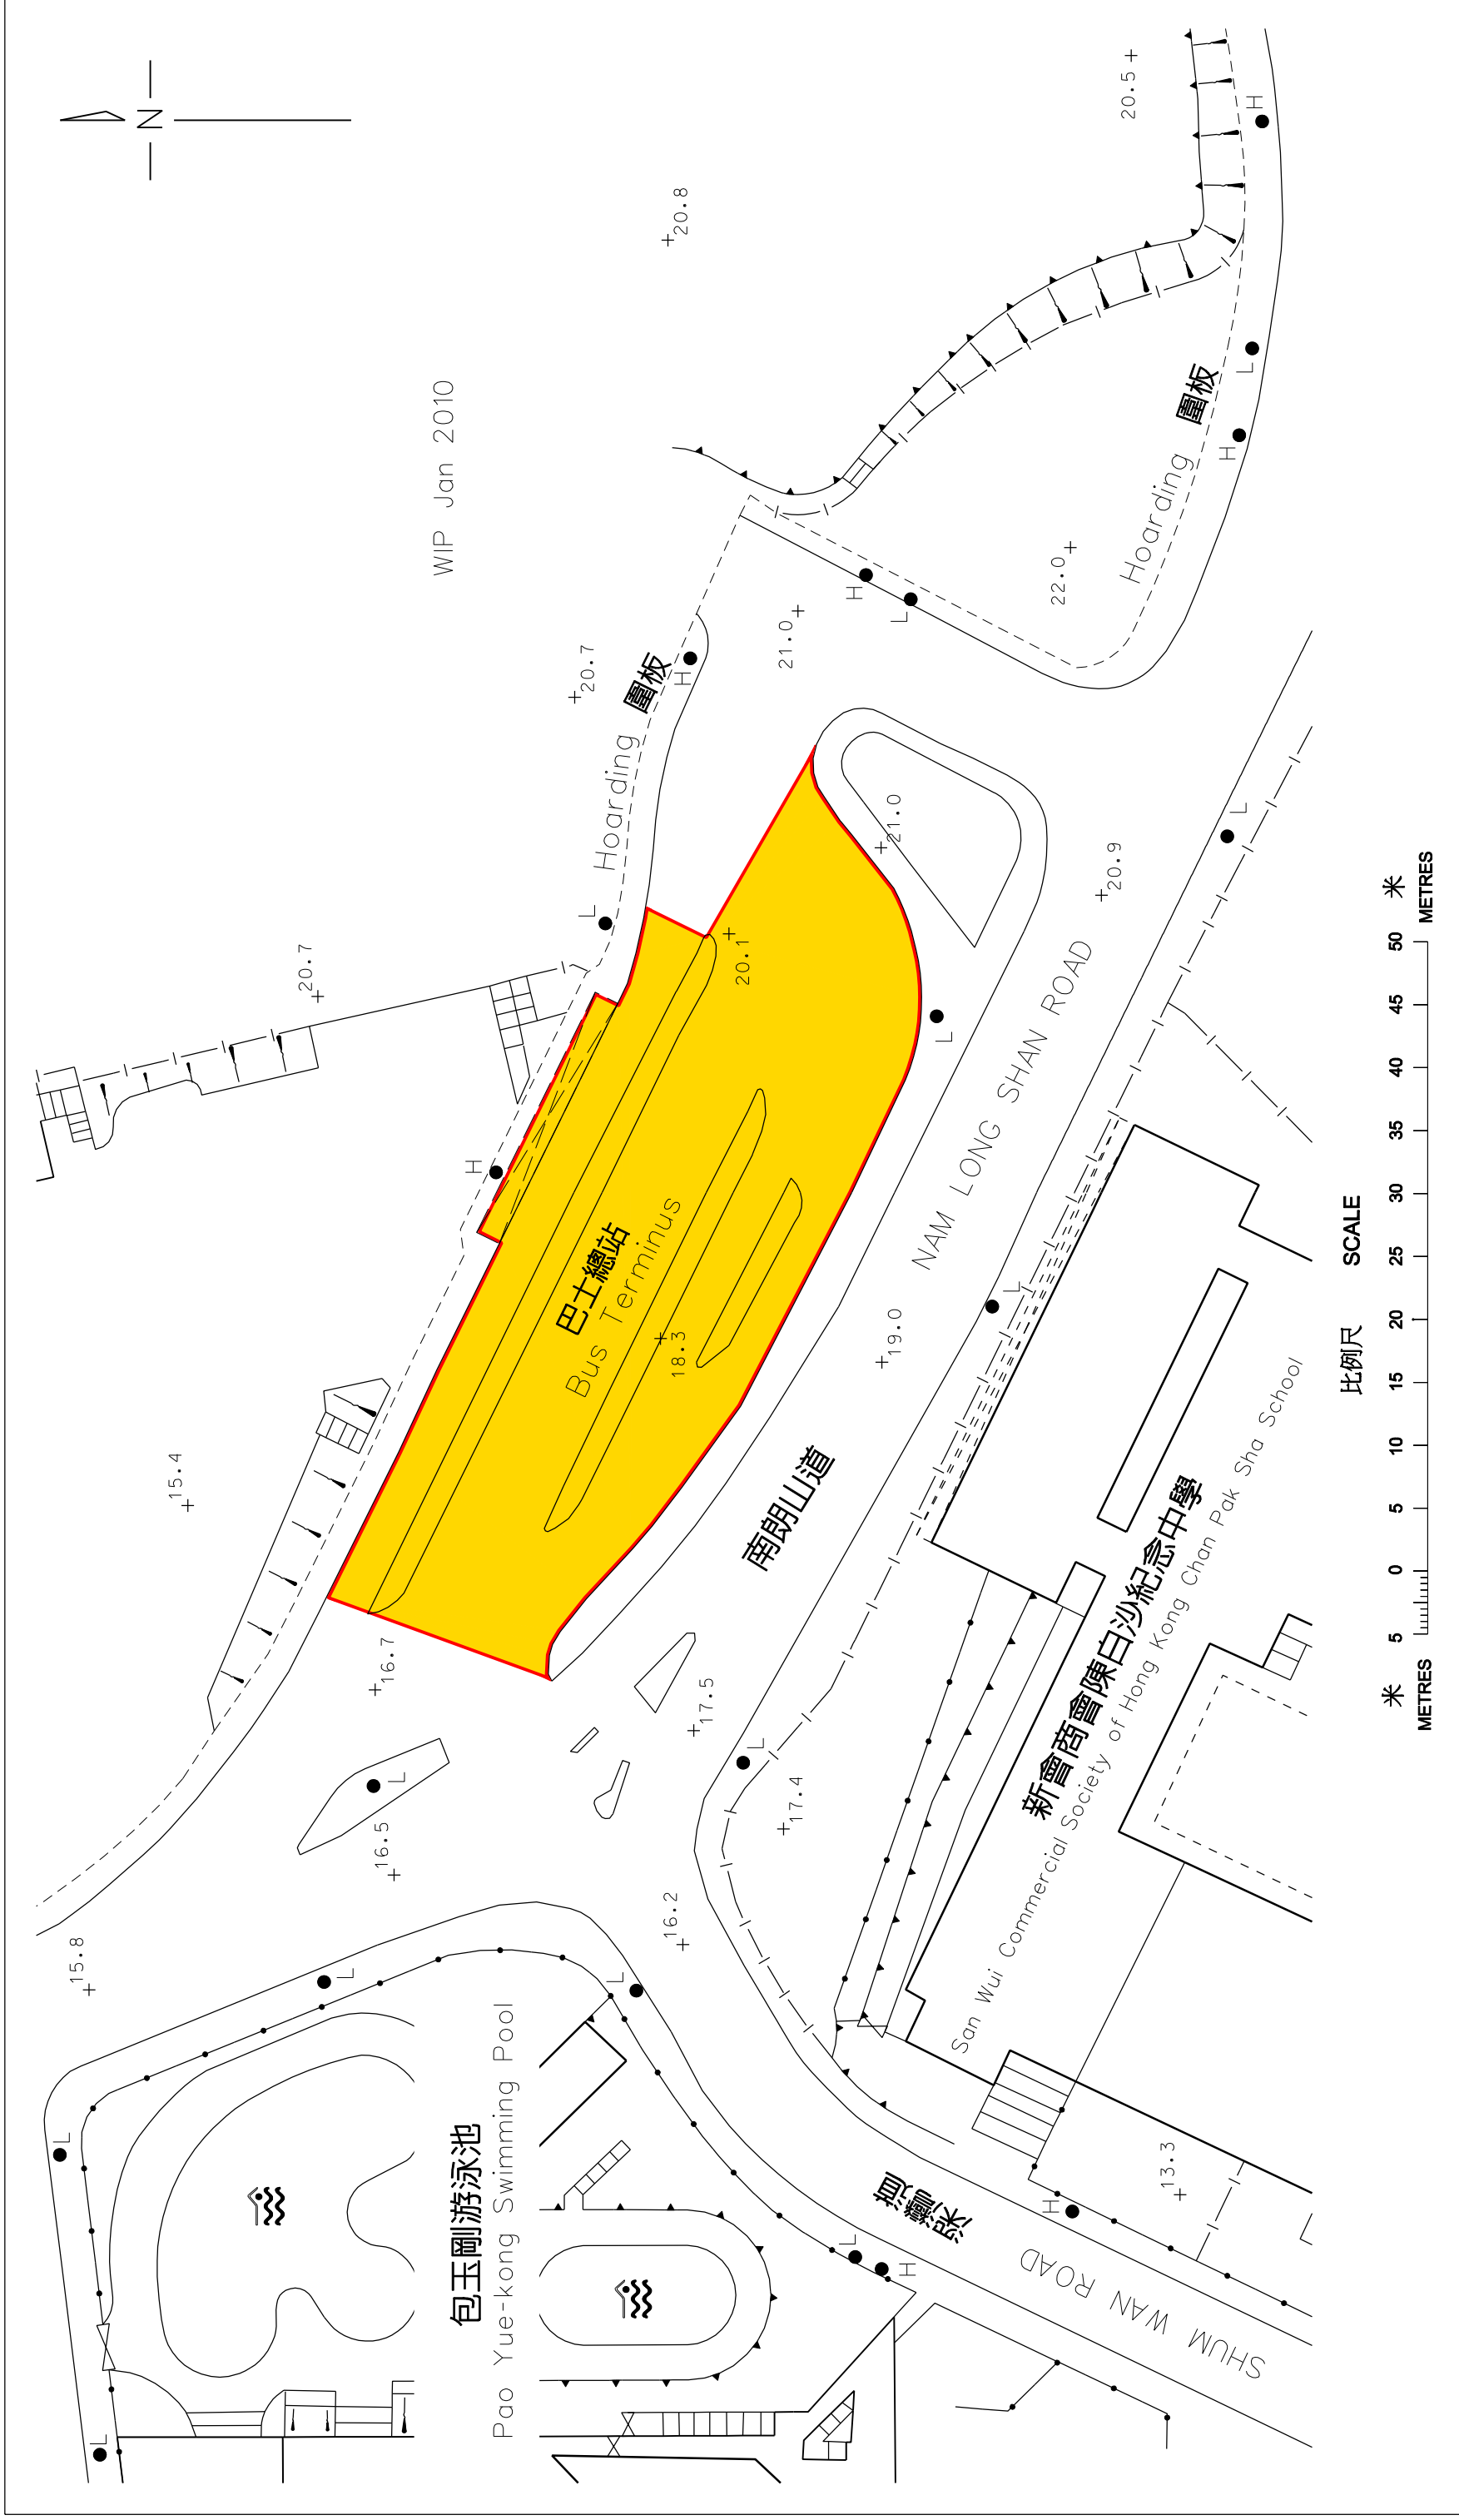 N
WIP Jan 2010
20.5
20.8
Hoarding 圍板
20.7
21.0
22.0
Hoarding 圍板
H
L
H
H
L
H
L
20.7
21.0
20.1
20.9
L
L
H
巴士總站
Bus Terminus
18.3
19.0
NAM LONG SHAN ROAD
南朗山道
L
15.4
16.7
17.5
17.4
16.5
16.2
15.8
L
L
L
L
L
L
包玉剛游泳池
Pao Yue-kong Swimming Pool
新會商會陳白沙紀念中學
San Wui Commercial Society of Hong Kong Chan Pak Sha School
13.3
H
L
H
深灣道
SHUM WAN ROAD
比例尺 SCALE
米 5 0 5 10 15 20 25 30 35 40 45 50 米
METRES METRES